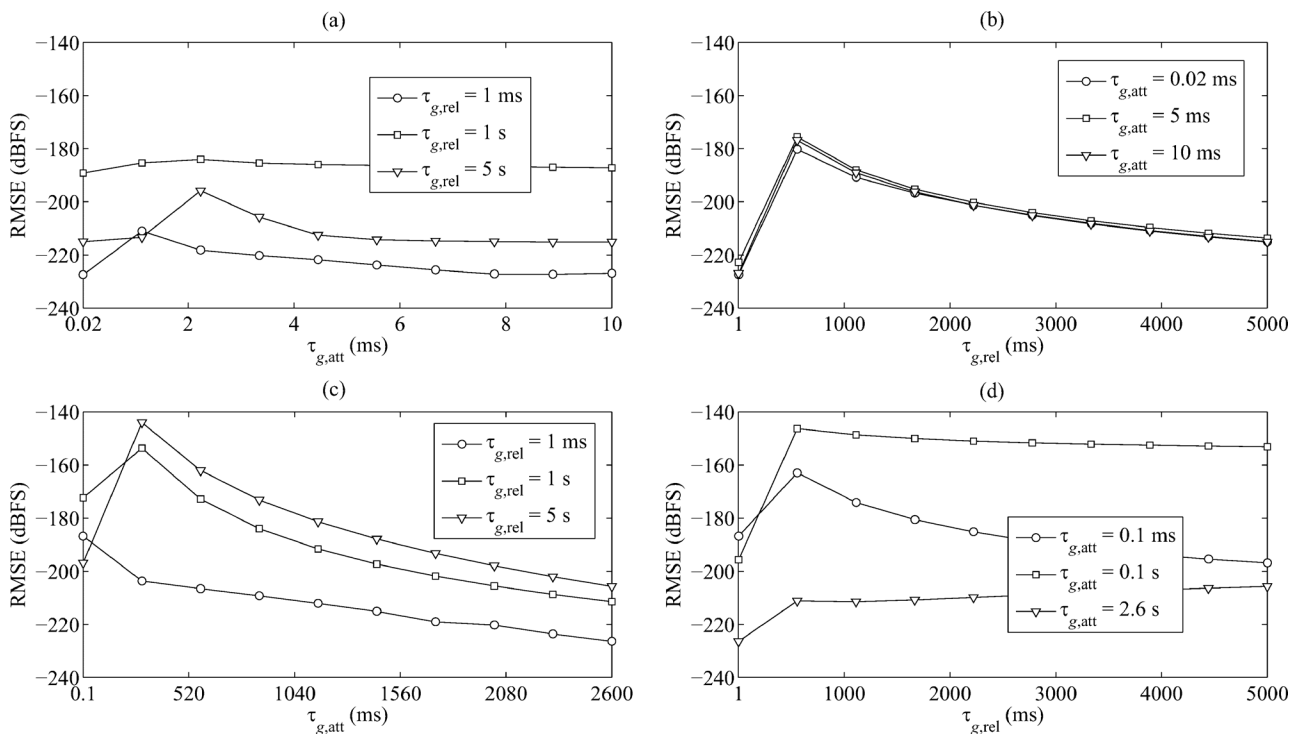 (a)
RMSE (dBFS)
−140
−160
−180
−200
−220
−240
0.02 2 4 6 8 10
τg,att (ms)
τg,rel = 1 ms
τg,rel = 1 s
τg,rel = 5 s
(b)
RMSE (dBFS)
−140
−160
−180
−200
−220
−240
1 1000 2000 3000 4000 5000
τg,rel (ms)
τg,att = 0.02 ms
τg,att = 5 ms
τg,att = 10 ms
(c)
RMSE (dBFS)
−140
−160
−180
−200
−220
−240
0.1 520 1040 1560 2080 2600
τg,att (ms)
τg,rel = 1 ms
τg,rel = 1 s
τg,rel = 5 s
(d)
RMSE (dBFS)
−140
−160
−180
−200
−220
−240
1 1000 2000 3000 4000 5000
τg,rel (ms)
τg,att = 0.1 ms
τg,att = 0.1 s
τg,att = 2.6 s